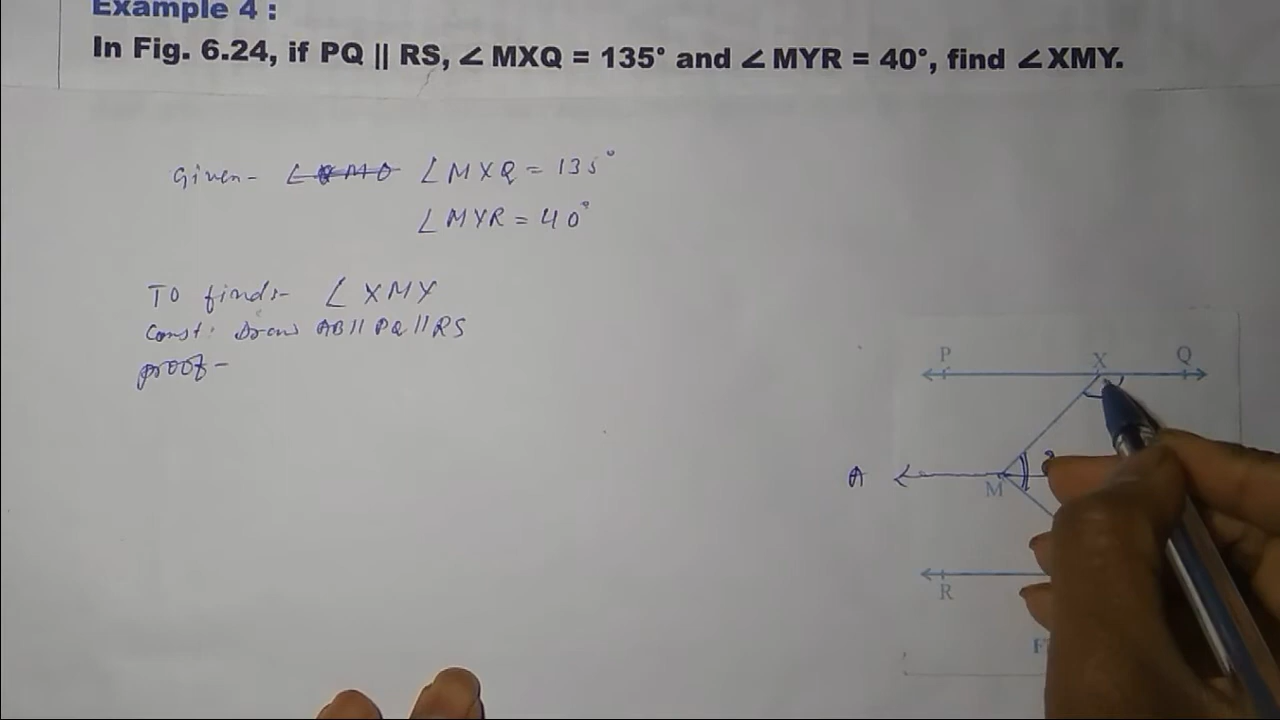 Example 4 :
In Fig. 6.24, if PQ || RS, ∠ MXQ = 135° and ∠ MYR = 40°, find ∠ XMY.
Given- ∠ ∠ MXQ = 135°
∠ MYR = 40°
To find:- ∠ XMY
Const: Draw AB || PQ || RS
proof -
P X Q
A M
R
F